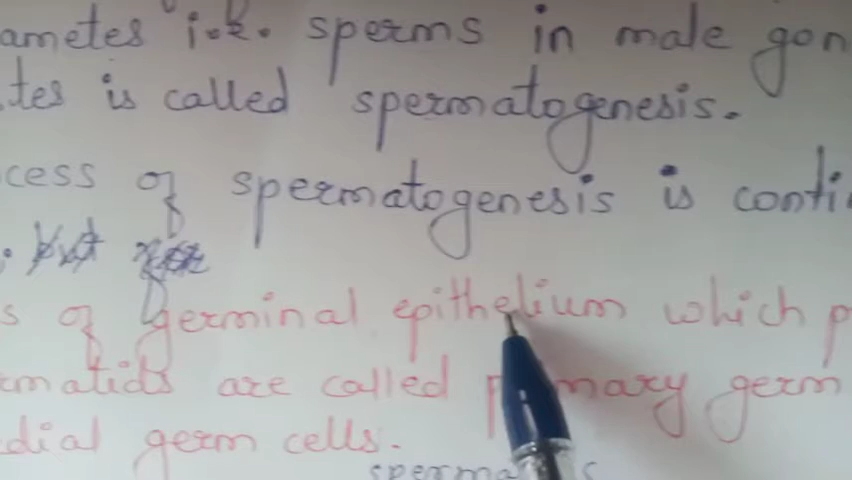 ametes i.e. sperms in male gon
tes is called spermatogenesis.
cess of spermatogenesis is conti
s of germinal epithelium which p
rmatids are called primary germ
dial germ cells.